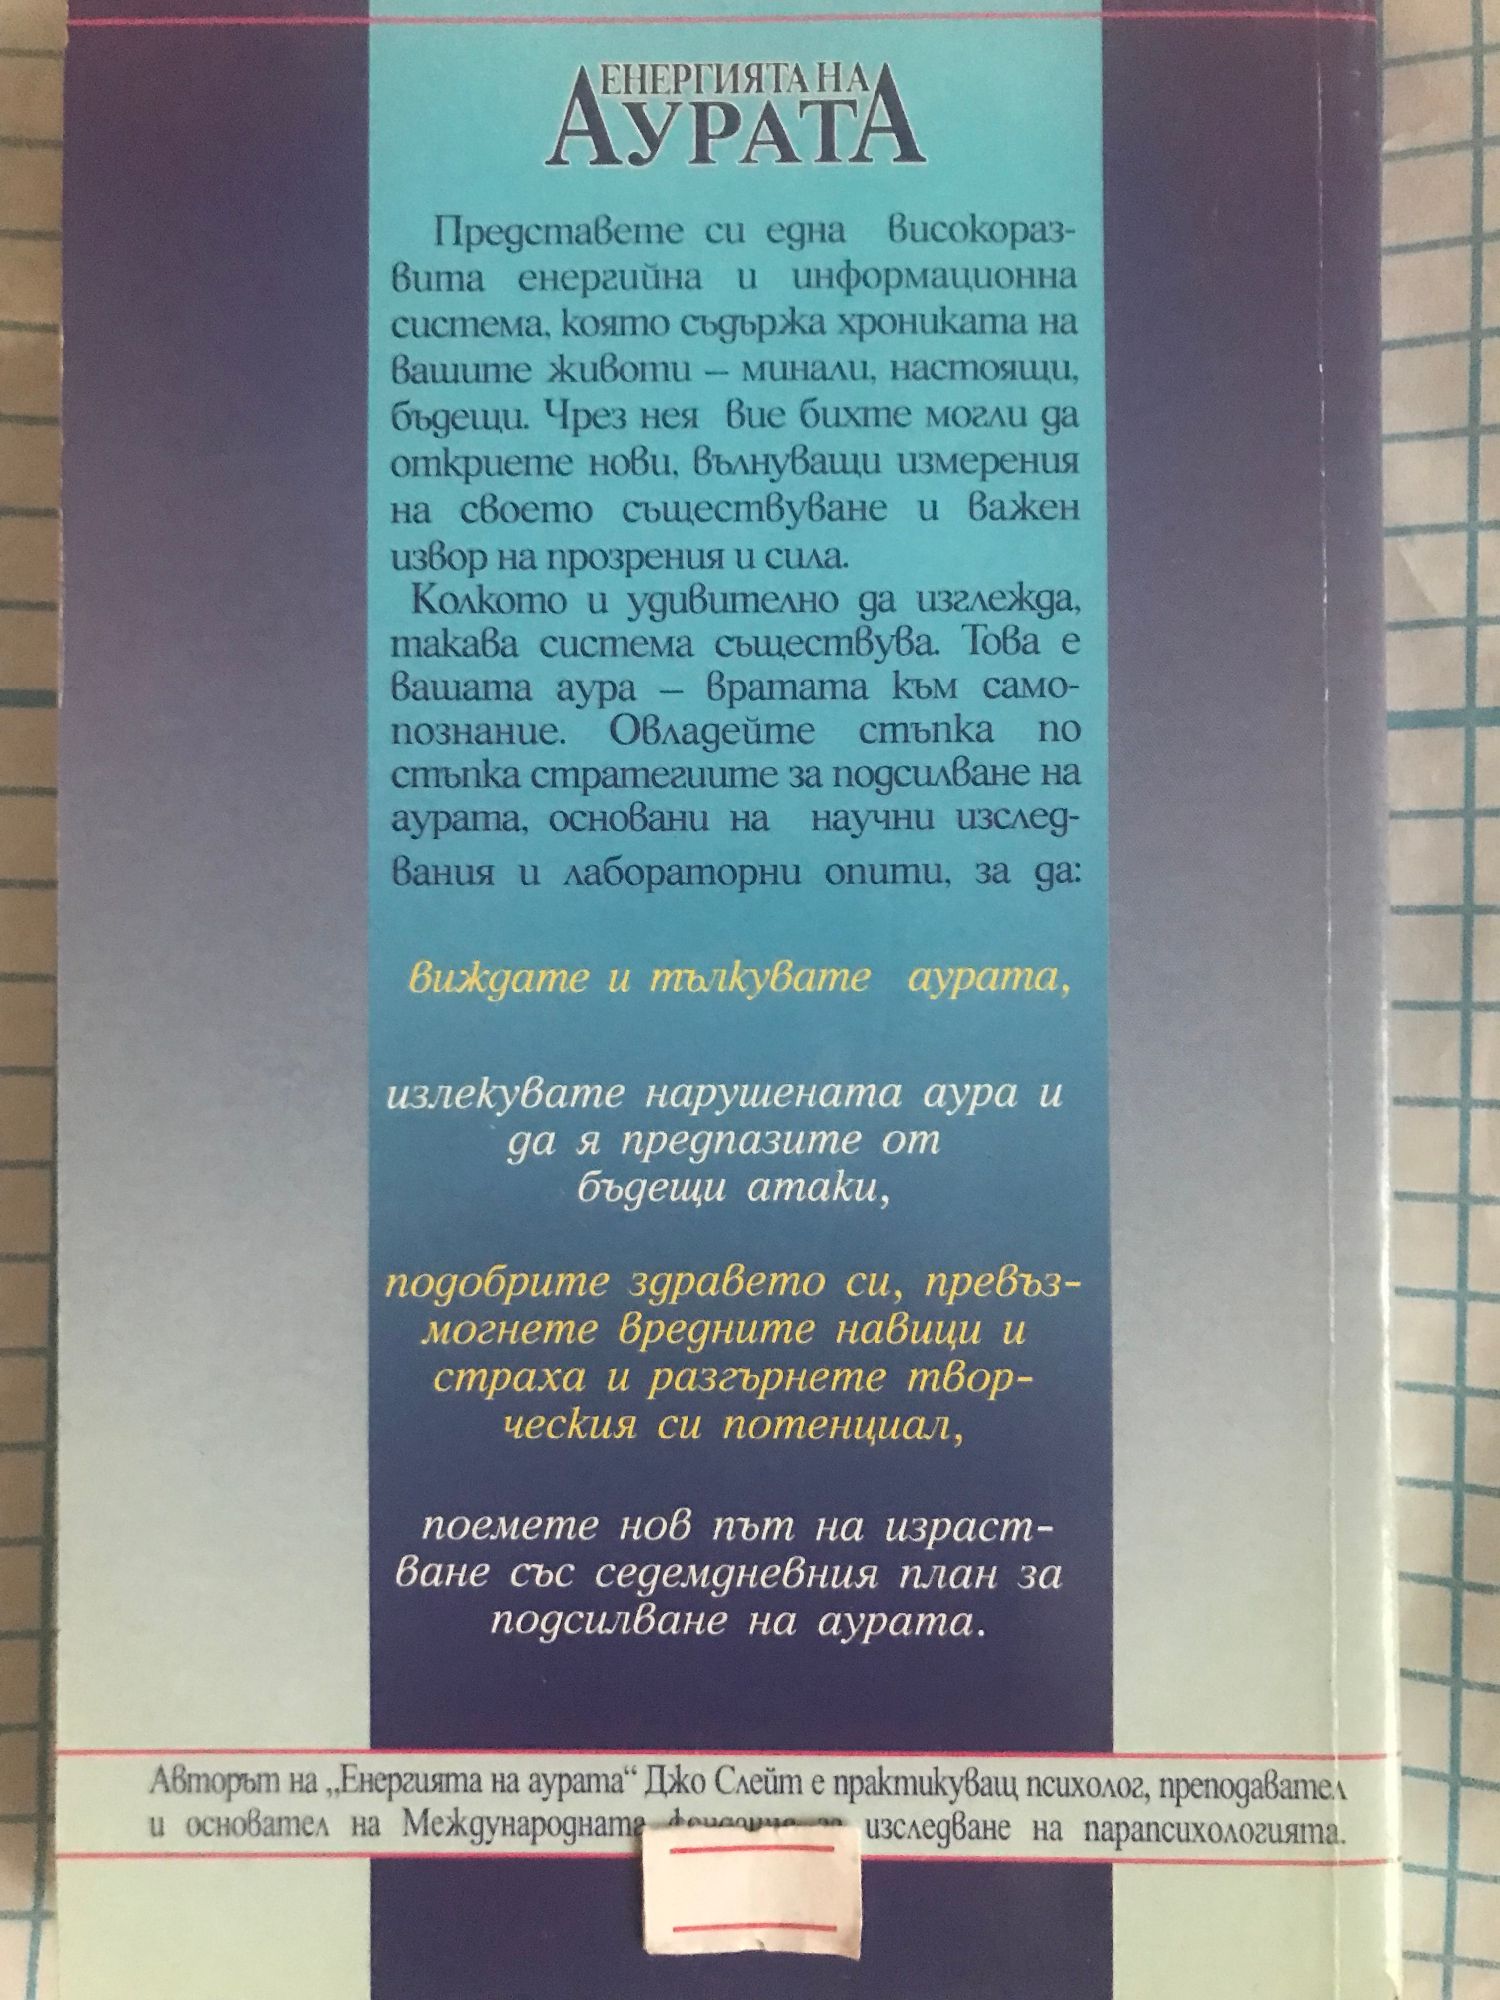 ЕНЕРГИЯТА НА
АУРАТА
Представете си една високораз-
вита енергийна и информационна
система, която съдържа хрониката на
вашите животи – минали, настоящи,
бъдещи. Чрез нея вие бихте могли да
откриете нови, вълнуващи измерения
на своето съществуване и важен
извор на прозрения и сила.
Колкото и удивително да изглежда,
такава система съществува. Това е
вашата аура – вратата към само-
познание. Овладейте стъпка по
стъпка стратегиите за подсилване на
аурата, основани на научни изслед-
вания и лабораторни опити, за да:
виждате и тълкувате аурата,
излекувате нарушената аура и
да я предпазите от
бъдещи атаки,
подобрите здравето си, превъз-
могнете вредните навици и
страха и разгърнете твор-
ческия си потенциал,
поемете нов път на израст-
ване със седемдневния план за
подсилване на аурата.
Авторът на „Енергията на аурата“ Джо Слейт е практикуващ психолог, преподавател
и основател на Международната изследване на парапсихологията.